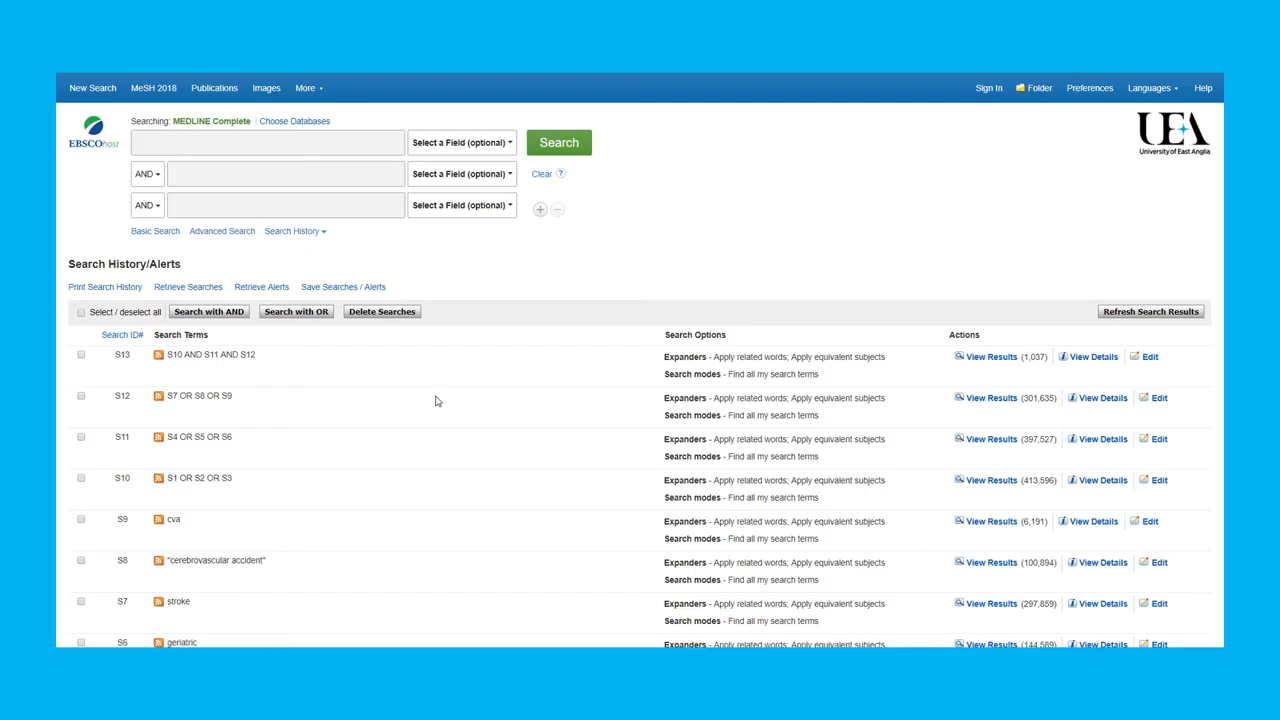 New Search MeSH 2018 Publications Images More Sign In Folder Preferences Languages Help
Searching: MEDLINE Complete Choose Databases
EBSCOhost
Select a Field (optional) Search
AND Select a Field (optional) Clear ?
AND Select a Field (optional)
UEA
University of East Anglia
Basic Search Advanced Search Search History
Search History/Alerts
Print Search History Retrieve Searches Retrieve Alerts Save Searches / Alerts
Select / deselect all Search with AND Search with OR Delete Searches Refresh Search Results
Search ID# Search Terms Search Options Actions
S13 S10 AND S11 AND S12 Expanders - Apply related words; Apply equivalent subjects View Results (1,037) View Details Edit
Search modes - Find all my search terms
S12 S7 OR S8 OR S9 Expanders - Apply related words; Apply equivalent subjects View Results (301,635) View Details Edit
Search modes - Find all my search terms
S11 S4 OR S5 OR S6 Expanders - Apply related words; Apply equivalent subjects View Results (397,527) View Details Edit
Search modes - Find all my search terms
S10 S1 OR S2 OR S3 Expanders - Apply related words; Apply equivalent subjects View Results (413,596) View Details Edit
Search modes - Find all my search terms
S9 cva Expanders - Apply related words; Apply equivalent subjects View Results (6,191) View Details Edit
Search modes - Find all my search terms
S8 "cerebrovascular accident" Expanders - Apply related words; Apply equivalent subjects View Results (100,894) View Details Edit
Search modes - Find all my search terms
S7 stroke Expanders - Apply related words; Apply equivalent subjects View Results (297,859) View Details Edit
Search modes - Find all my search terms
S6 geriatric Expanders - Apply related words; Apply equivalent subjects View Results (144,589) View Details Edit